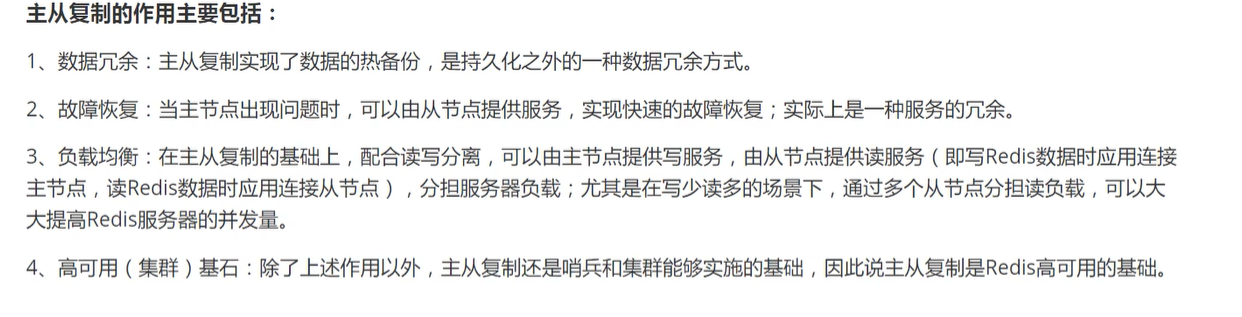 主从复制的作用主要包括：
1、数据冗余：主从复制实现了数据的热备份，是持久化之外的一种数据冗余方式。
2、故障恢复：当主节点出现问题时，可以由从节点提供服务，实现快速的故障恢复；实际上是一种服务的冗余。
3、负载均衡：在主从复制的基础上，配合读写分离，可以由主节点提供写服务，由从节点提供读服务（即写Redis数据时应用连接
主节点，读Redis数据时应用连接从节点），分担服务器负载；尤其是在写少读多的场景下，通过多个从节点分担读负载，可以大
大提高Redis服务器的并发量。
4、高可用（集群）基石：除了上述作用以外，主从复制还是哨兵和集群能够实施的基础，因此说主从复制是Redis高可用的基础。